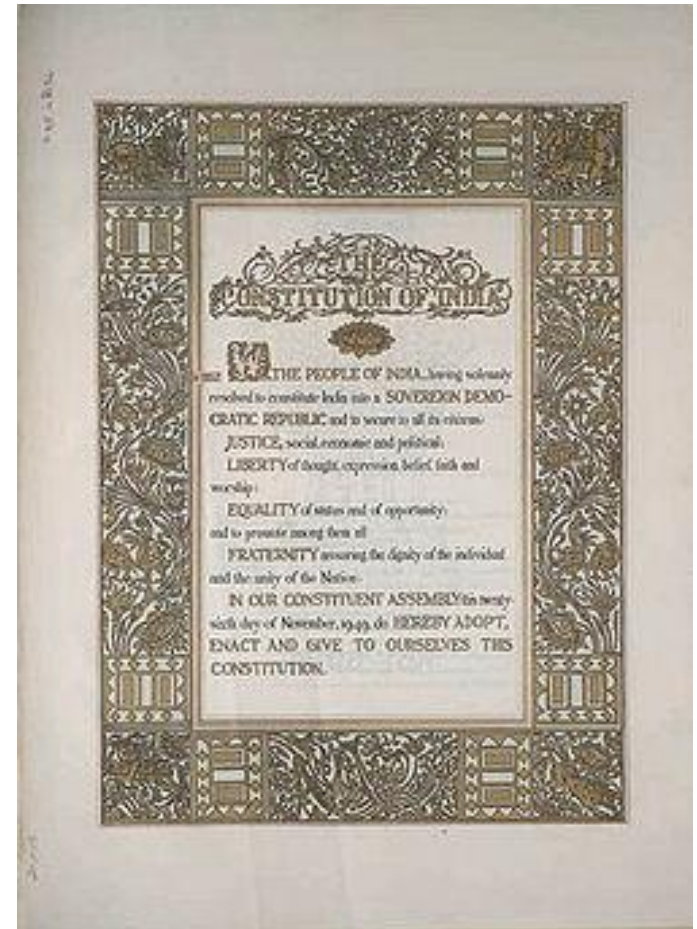 THE
CONSTITUTION OF INDIA
WE, THE PEOPLE OF INDIA, having solemnly
resolved to constitute India into a SOVEREIGN DEMO-
CRATIC REPUBLIC and to secure to all its citizens:
JUSTICE, social, economic and political;
LIBERTY of thought, expression, belief, faith and
worship;
EQUALITY of status and of opportunity;
and to promote among them all
FRATERNITY assuring the dignity of the individual
and the unity of the Nation;
IN OUR CONSTITUENT ASSEMBLY this twenty-
sixth day of November, 1949, do HEREBY ADOPT,
ENACT AND GIVE TO OURSELVES THIS
CONSTITUTION.